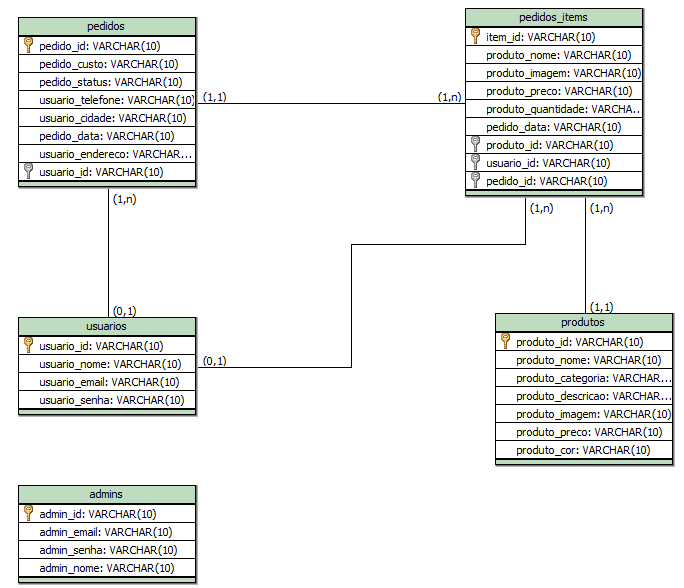 pedidos
pedido_id: VARCHAR(10)
pedido_custo: VARCHAR(10)
pedido_status: VARCHAR(10)
usuario_telefone: VARCHAR(10)
usuario_cidade: VARCHAR(10)
pedido_data: VARCHAR(10)
usuario_endereco: VARCHAR...
usuario_id: VARCHAR(10)
(1,1)
(1,n)
pedidos_items
item_id: VARCHAR(10)
produto_nome: VARCHAR(10)
produto_imagem: VARCHAR(10)
produto_preco: VARCHAR(10)
produto_quantidade: VARCHA...
pedido_data: VARCHAR(10)
produto_id: VARCHAR(10)
usuario_id: VARCHAR(10)
pedido_id: VARCHAR(10)
(1,n)
(1,n)
(1,n)
(0,1)
(1,1)
usuarios
usuario_id: VARCHAR(10)
usuario_nome: VARCHAR(10)
usuario_email: VARCHAR(10)
usuario_senha: VARCHAR(10)
(0,1)
produtos
produto_id: VARCHAR(10)
produto_nome: VARCHAR(10)
produto_categoria: VARCHAR...
produto_descricao: VARCHAR...
produto_imagem: VARCHAR(10)
produto_preco: VARCHAR(10)
produto_cor: VARCHAR(10)
admins
admin_id: VARCHAR(10)
admin_email: VARCHAR(10)
admin_senha: VARCHAR(10)
admin_nome: VARCHAR(10)